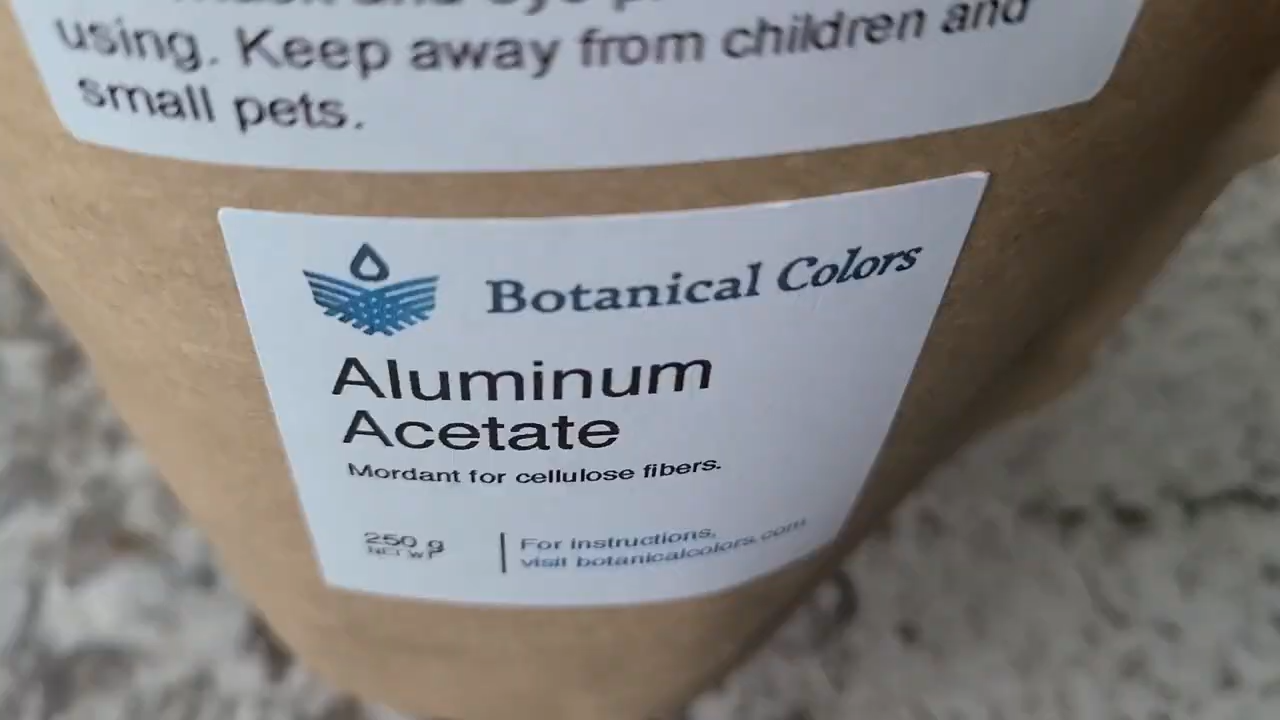 using. Keep away from children and
small pets.
Botanical Colors
Aluminum
Acetate
Mordant for cellulose fibers.
250 g
NET WT
For instructions,
visit botanicalcolors.com